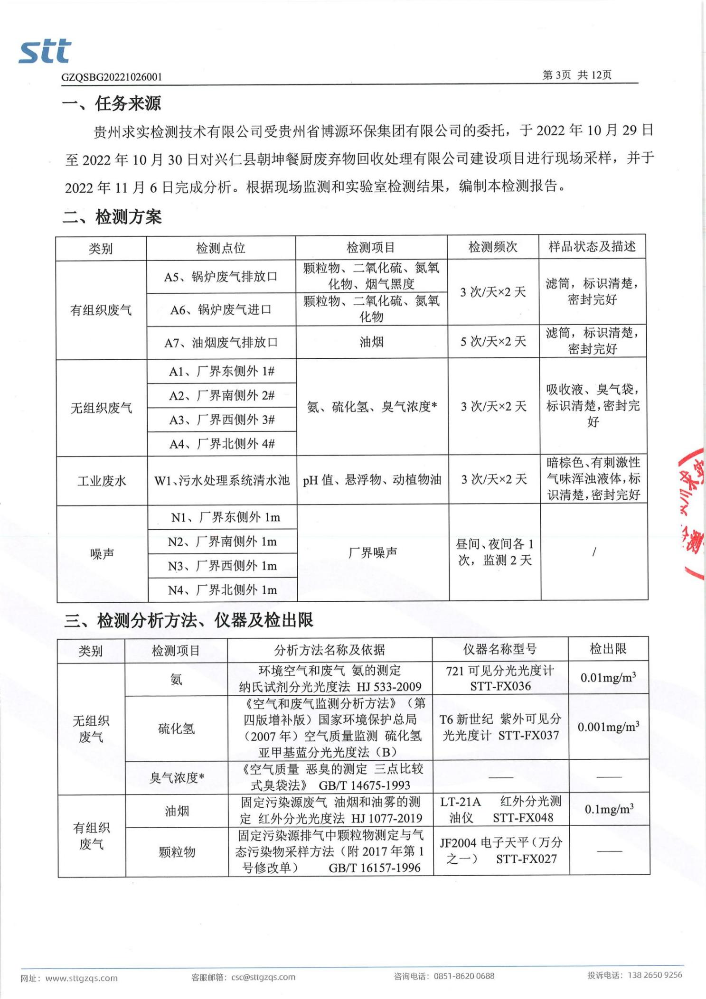 stt
GZQSBG20221026001
第 3页 共 12页
一、任务来源
贵州求实检测技术有限公司受贵州省博源环保集团有限公司的委托，于 2022 年 10 月 29 日
至 2022 年 10 月 30 日对兴仁县朝坤餐厨废弃物回收处理有限公司建设项目进行现场采样，并于
2022 年 11 月 6 日完成分析。根据现场监测和实验室检测结果，编制本检测报告。
二、检测方案
类别 检测点位 检测项目 检测频次 样品状态及描述
有组织废气
A5、锅炉废气排放口
颗粒物、二氧化硫、氮氧
化物、烟气黑度
3 次/天×2 天
滤筒，标识清楚，
密封完好
A6、锅炉废气进口
颗粒物、二氧化硫、氮氧
化物
A7、油烟废气排放口
油烟
5 次/天×2 天
滤筒，标识清楚，
密封完好
无组织废气
A1、厂界东侧外 1#
A2、厂界南侧外 2#
A3、厂界西侧外 3#
A4、厂界北侧外 4#
氨、硫化氢、臭气浓度*
3 次/天×2 天
吸收液、臭气袋，
标识清楚，密封完
好
工业废水
W1、污水处理系统清水池
pH 值、悬浮物、动植物油
3 次/天×2 天
暗棕色、有刺激性
气味浑浊液体，标
识清楚，密封完好
噪声
N1、厂界东侧外 1m
N2、厂界南侧外 1m
N3、厂界西侧外 1m
N4、厂界北侧外 1m
厂界噪声
昼间、夜间各 1
次，监测 2 天
/
三、检测分析方法、仪器及检出限
类别 检测项目 分析方法名称及依据 仪器名称型号 检出限
无组织
废气
氨
环境空气和废气 氨的测定
纳氏试剂分光光度法 HJ 533-2009
721 可见分光光度计
STT-FX036
0.01mg/m³
硫化氢
《空气和废气监测分析方法》（第
四版增补版）国家环境保护总局
（2007 年）空气质量监测 硫化氢
亚甲基蓝分光光度法（B）
T6 新世纪 紫外可见分
光光度计 STT-FX037
0.001mg/m³
臭气浓度*
《空气质量 恶臭的测定 三点比较
式臭袋法》 GB/T 14675-1993
——
——
有组织
废气
油烟
固定污染源废气 油烟和油雾的测
定 红外分光光度法 HJ 1077-2019
LT-21A 红外分光测
油仪 STT-FX048
0.1mg/m³
颗粒物
固定污染源排气中颗粒物测定与气
态污染物采样方法（附 2017 年第 1
号修改单） GB/T 16157-1996
JF2004 电子天平（万分
之一） STT-FX027
——
网址：www.sttgzqs.com
客服邮箱：csc@sttgzqs.com
咨询电话：0851-8620 0688
投诉电话：138 2650 9256